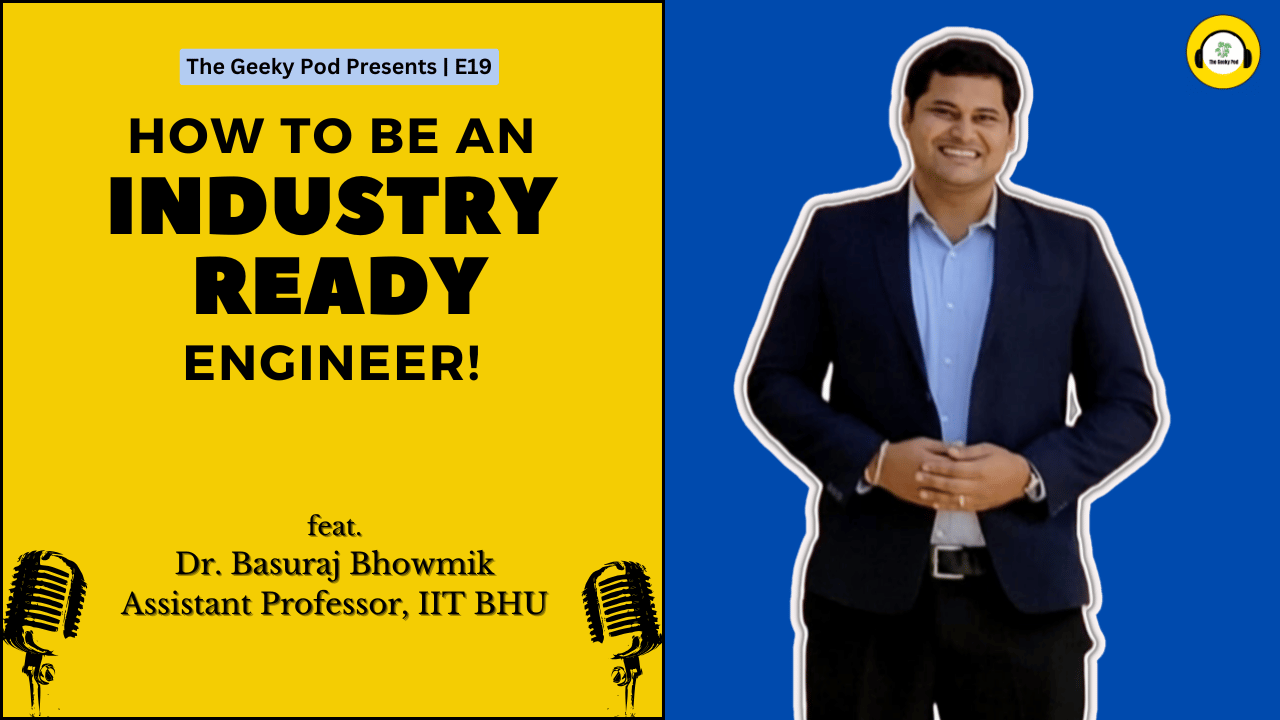 The Geeky Pod Presents | E19
HOW TO BE AN
INDUSTRY
READY
ENGINEER!
feat.
Dr. Basuraj Bhowmik
Assistant Professor, IIT BHU
The Geeky Pod